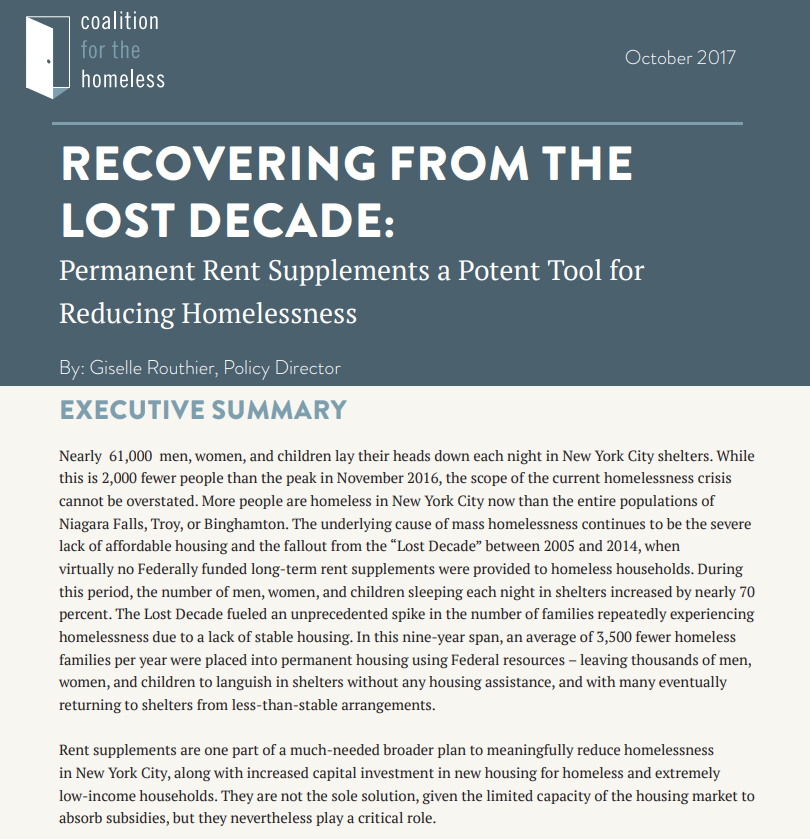 coalition
for the
homeless
October 2017
RECOVERING FROM THE
LOST DECADE:
Permanent Rent Supplements a Potent Tool for
Reducing Homelessness
By: Giselle Routhier, Policy Director
EXECUTIVE SUMMARY
Nearly 61,000 men, women, and children lay their heads down each night in New York City shelters. While
this is 2,000 fewer people than the peak in November 2016, the scope of the current homelessness crisis
cannot be overstated. More people are homeless in New York City now than the entire populations of
Niagara Falls, Troy, or Binghamton. The underlying cause of mass homelessness continues to be the severe
lack of affordable housing and the fallout from the “Lost Decade” between 2005 and 2014, when
virtually no Federally funded long-term rent supplements were provided to homeless households. During
this period, the number of men, women, and children sleeping each night in shelters increased by nearly 70
percent. The Lost Decade fueled an unprecedented spike in the number of families repeatedly experiencing
homelessness due to a lack of stable housing. In this nine-year span, an average of 3,500 fewer homeless
families per year were placed into permanent housing using Federal resources – leaving thousands of men,
women, and children to languish in shelters without any housing assistance, and with many eventually
returning to shelters from less-than-stable arrangements.
Rent supplements are one part of a much-needed broader plan to meaningfully reduce homelessness
in New York City, along with increased capital investment in new housing for homeless and extremely
low-income households. They are not the sole solution, given the limited capacity of the housing market to
absorb subsidies, but they nevertheless play a critical role.